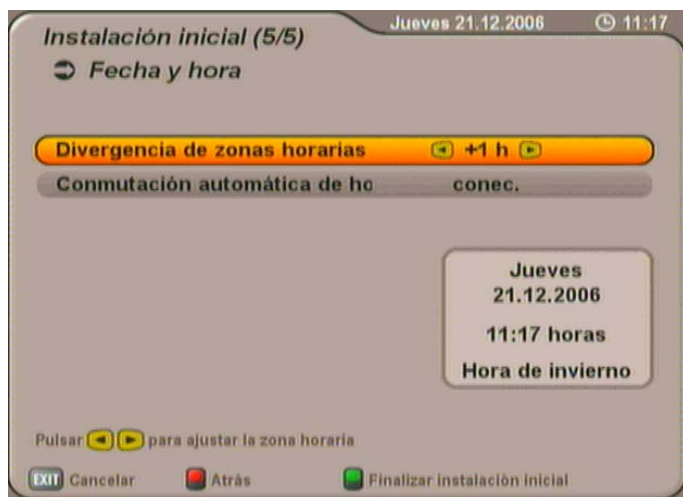 Instalación inicial (5/5)
Jueves 21.12.2006 11:17
Fecha y hora
Divergencia de zonas horarias +1 h
Conmutación automática de ho conec.
Jueves
21.12.2006
11:17 horas
Hora de invierno
Pulsar para ajustar la zona horaria
EXIT Cancelar Atrás Finalizar instalación inicial